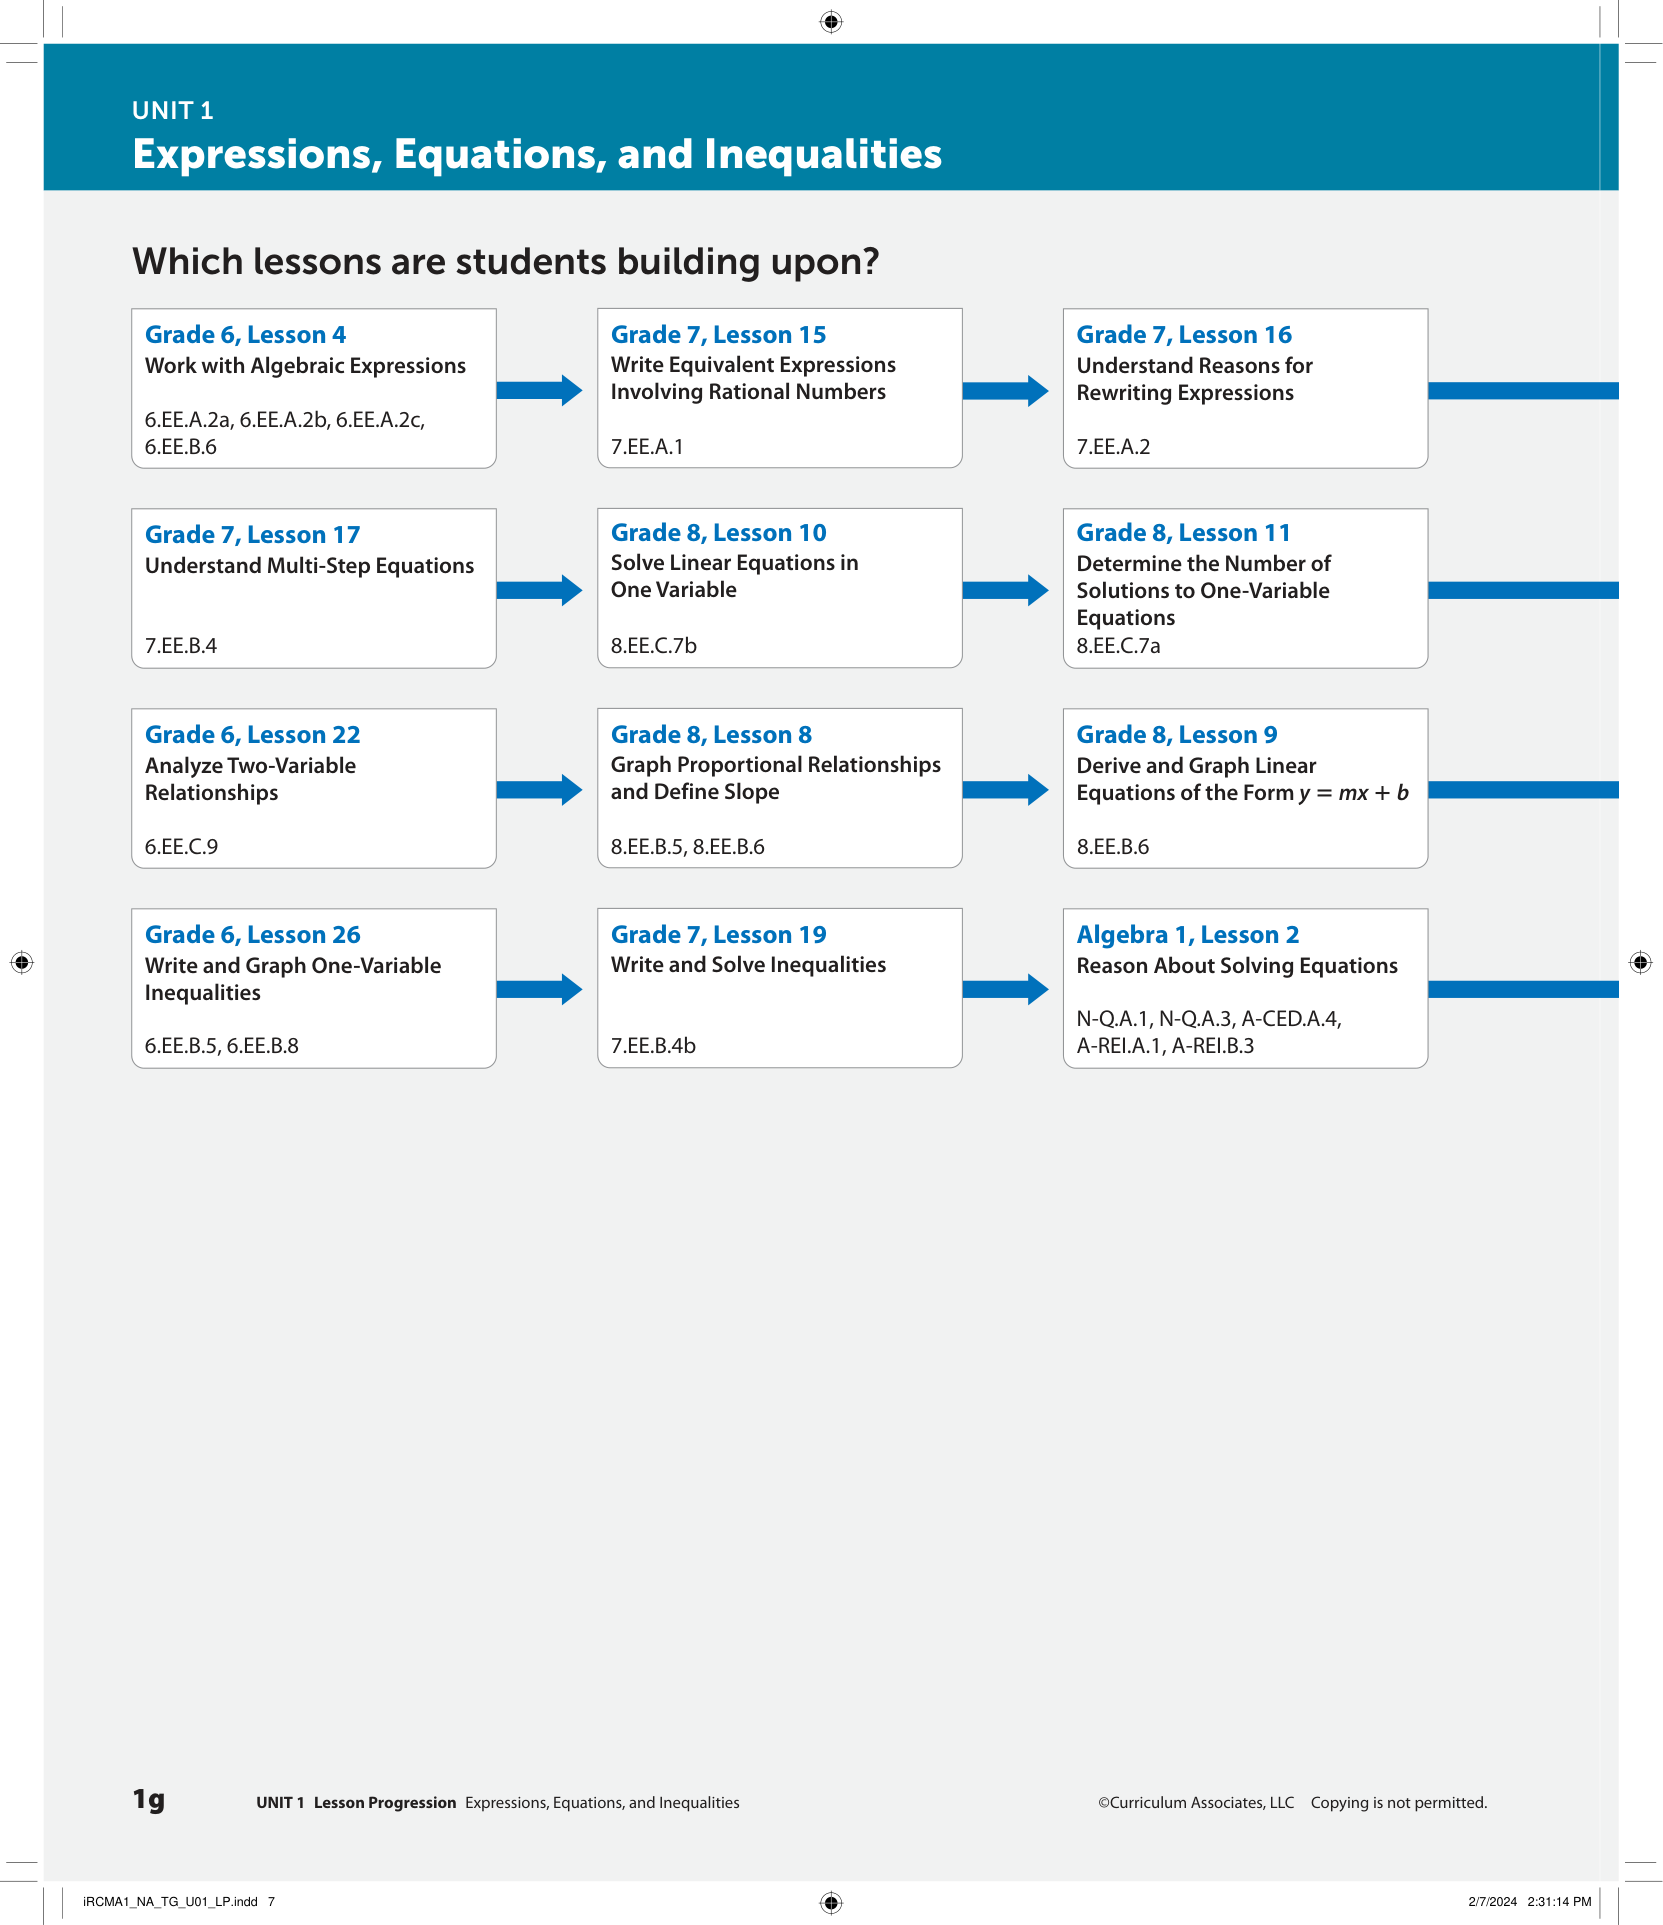 UNIT 1
Expressions, Equations, and Inequalities
Which lessons are students building upon?
Grade 6, Lesson 4
Work with Algebraic Expressions
6.EE.A.2a, 6.EE.A.2b, 6.EE.A.2c,
6.EE.B.6
Grade 7, Lesson 15
Write Equivalent Expressions
Involving Rational Numbers
7.EE.A.1
Grade 7, Lesson 16
Understand Reasons for
Rewriting Expressions
7.EE.A.2
Grade 7, Lesson 17
Understand Multi-Step Equations
7.EE.B.4
Grade 8, Lesson 10
Solve Linear Equations in
One Variable
8.EE.C.7b
Grade 8, Lesson 11
Determine the Number of
Solutions to One-Variable
Equations
8.EE.C.7a
Grade 6, Lesson 22
Analyze Two-Variable
Relationships
6.EE.C.9
Grade 8, Lesson 8
Graph Proportional Relationships
and Define Slope
8.EE.B.5, 8.EE.B.6
Grade 8, Lesson 9
Derive and Graph Linear
Equations of the Form y = mx + b
8.EE.B.6
Grade 6, Lesson 26
Write and Graph One-Variable
Inequalities
6.EE.B.5, 6.EE.B.8
Grade 7, Lesson 19
Write and Solve Inequalities
7.EE.B.4b
Algebra 1, Lesson 2
Reason About Solving Equations
N-Q.A.1, N-Q.A.3, A-CED.A.4,
A-REI.A.1, A-REI.B.3
1g UNIT 1 Lesson Progression Expressions, Equations, and Inequalities ©Curriculum Associates, LLC Copying is not permitted.
iRCMA1_NA_TG_U01_LP.indd 7 2/7/2024 2:31:14 PM